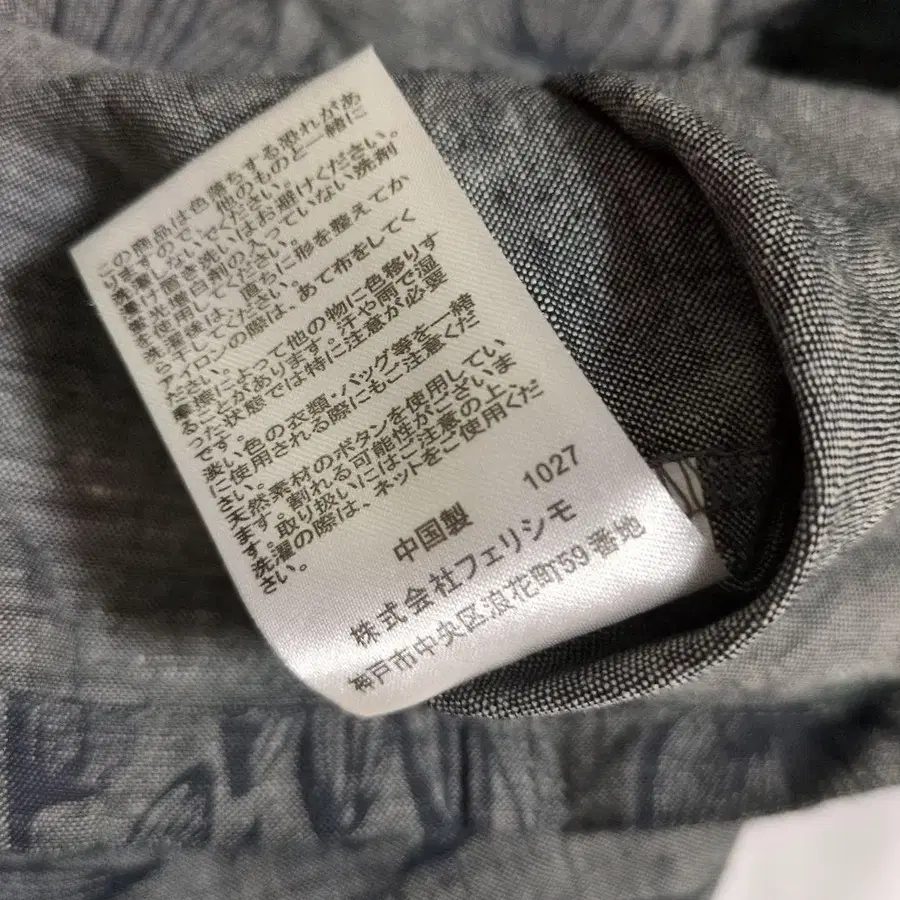 この商品は色落ちする恐れがあ
りますので、他のものと一緒に
洗濯しないでください。
つけ置き洗いはお避けください。
蛍光増白剤の入っていない洗剤
を使用してください。
洗濯後は、直ちに形を整えてか
ら干してください。
アイロンの際は、あて布をして
ください。
摩擦によって他の物に色移りす
ることがあります。汗や雨で湿
った状態では特に注意が必要
です。
淡い色の衣類・バッグ等を一緒
に使用される際にもご注意くだ
さい。
天然素材のボタンを使用してい
ます。割れる可能性がございま
す。取り扱いにはご注意の上、
洗濯の際は、ネットをご使用くだ
さい。
中国製 1027
株式会社フェリシモ
神戸市中央区浪花町59番地